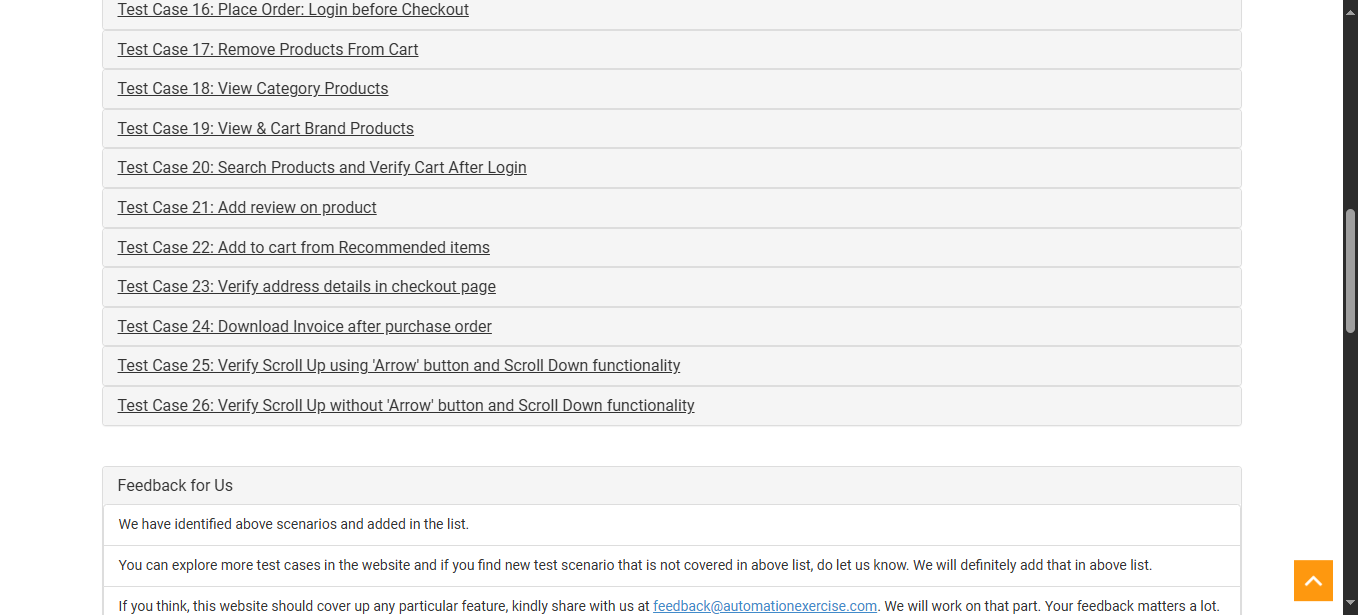 Test Case 16: Place Order: Login before Checkout
Test Case 17: Remove Products From Cart
Test Case 18: View Category Products
Test Case 19: View & Cart Brand Products
Test Case 20: Search Products and Verify Cart After Login
Test Case 21: Add review on product
Test Case 22: Add to cart from Recommended items
Test Case 23: Verify address details in checkout page
Test Case 24: Download Invoice after purchase order
Test Case 25: Verify Scroll Up using 'Arrow' button and Scroll Down functionality
Test Case 26: Verify Scroll Up without 'Arrow' button and Scroll Down functionality
Feedback for Us
We have identified above scenarios and added in the list.
You can explore more test cases in the website and if you find new test scenario that is not covered in above list, do let us know. We will definitely add that in above list.
If you think, this website should cover up any particular feature, kindly share with us at feedback@automationexercise.com. We will work on that part. Your feedback matters a lot.